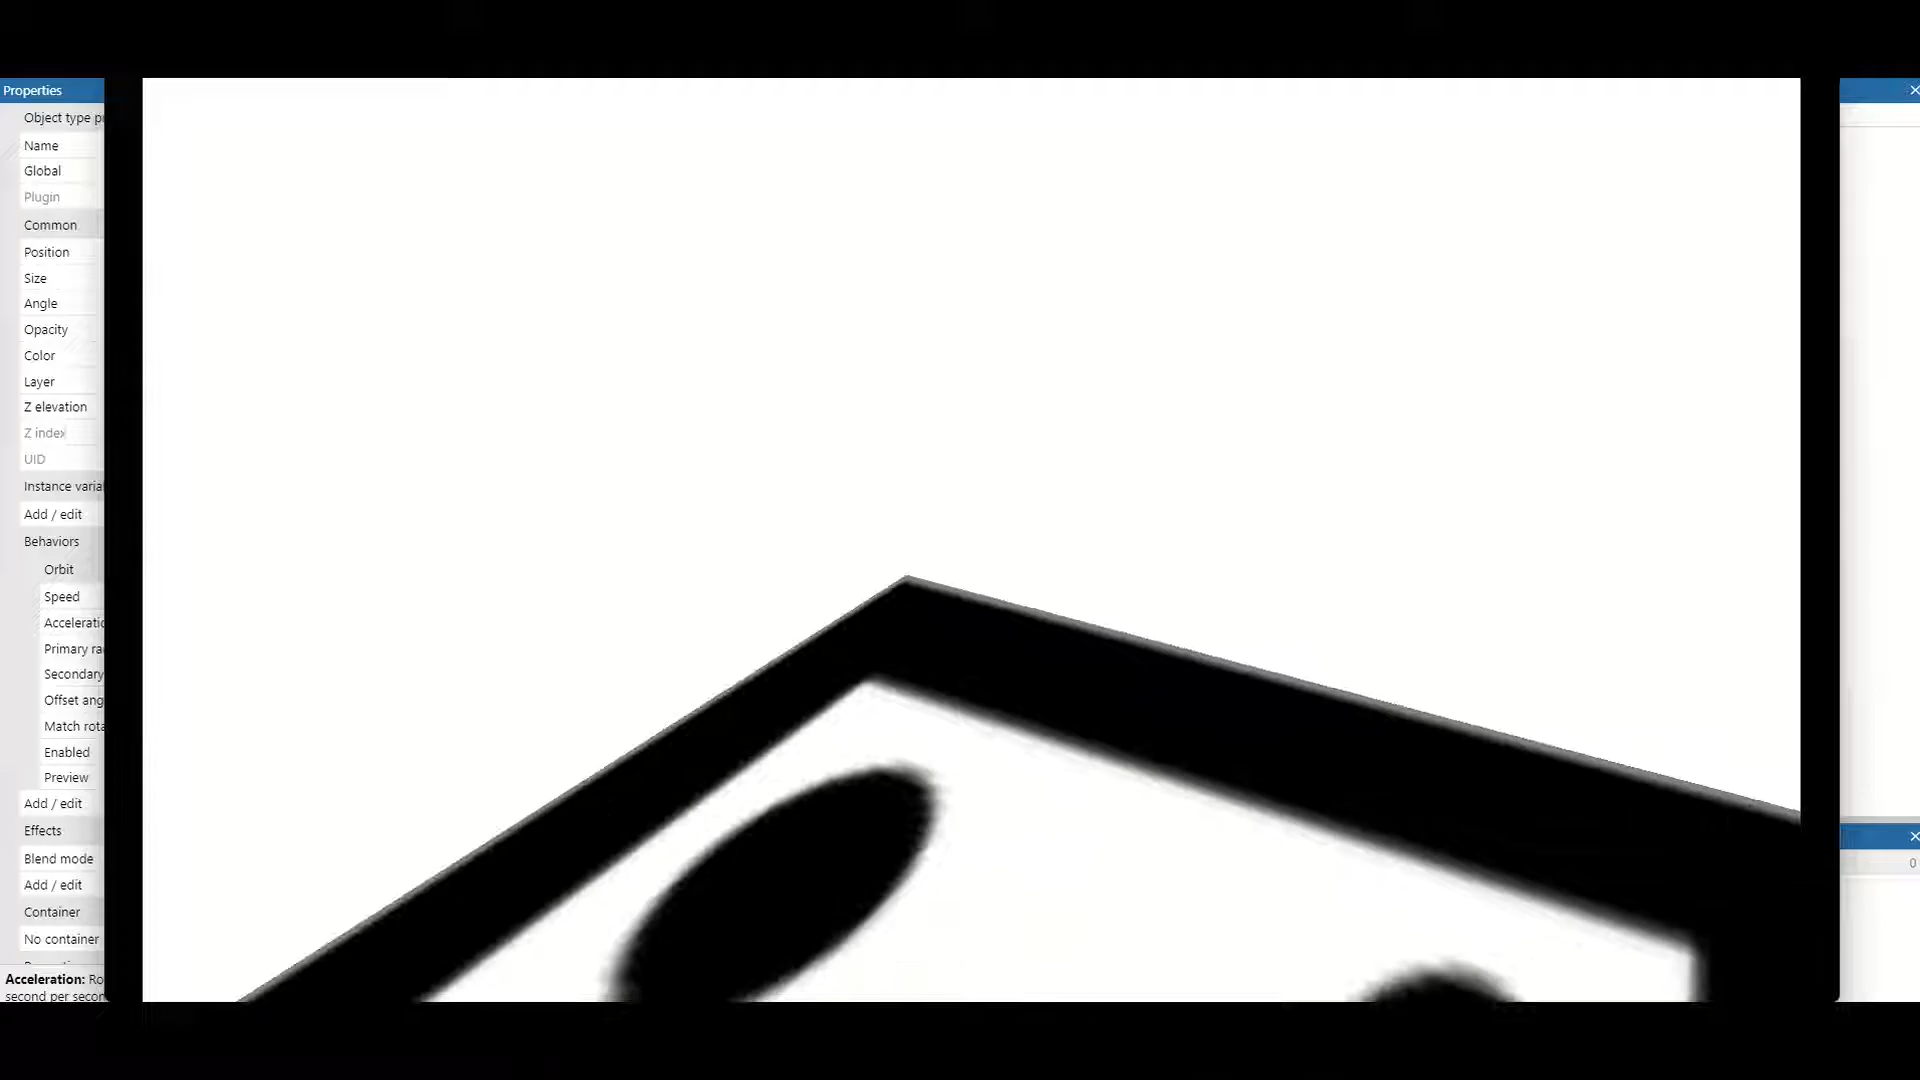 Properties
Object type p
Name
Global
Plugin
Common
Position
Size
Angle
Opacity
Color
Layer
Z elevation
Z index
UID
Instance varia
Add / edit
Behaviors
Orbit
Speed
Acceleratio
Primary ra
Secondary
Offset ang
Match rota
Enabled
Preview
Add / edit
Effects
Blend mode
Add / edit
Container
No container
Acceleration: Ro
second per secon
0